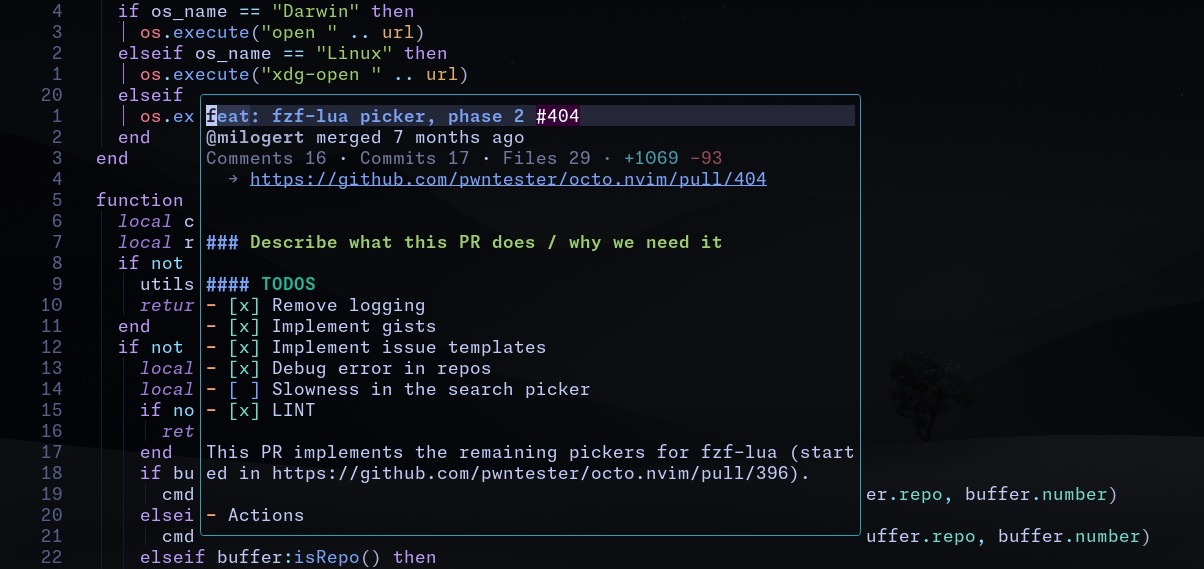 4 if os_name == "Darwin" then
3 os.execute("open " .. url)
2 elseif os_name == "Linux" then
1 os.execute("xdg-open " .. url)
20 elseif
1 os.ex feat: fzf-lua picker, phase 2 #404
2 end @milogert merged 7 months ago
3 end Comments 16 · Commits 17 · Files 29 · +1069 -93
4 → https://github.com/pwntester/octo.nvim/pull/404
5 function
6 local c
7 local r ### Describe what this PR does / why we need it
8 if not
9 utils #### TODOS
10 retur - [x] Remove logging
11 end - [x] Implement gists
12 if not - [x] Implement issue templates
13 local - [x] Debug error in repos
14 local - [ ] Slowness in the search picker
15 if no - [x] LINT
16 ret
17 end This PR implements the remaining pickers for fzf-lua (start
18 if bu ed in https://github.com/pwntester/octo.nvim/pull/396).
19 cmd er.repo, buffer.number)
20 elsei - Actions
21 cmd uffer.repo, buffer.number)
22 elseif buffer:isRepo() then